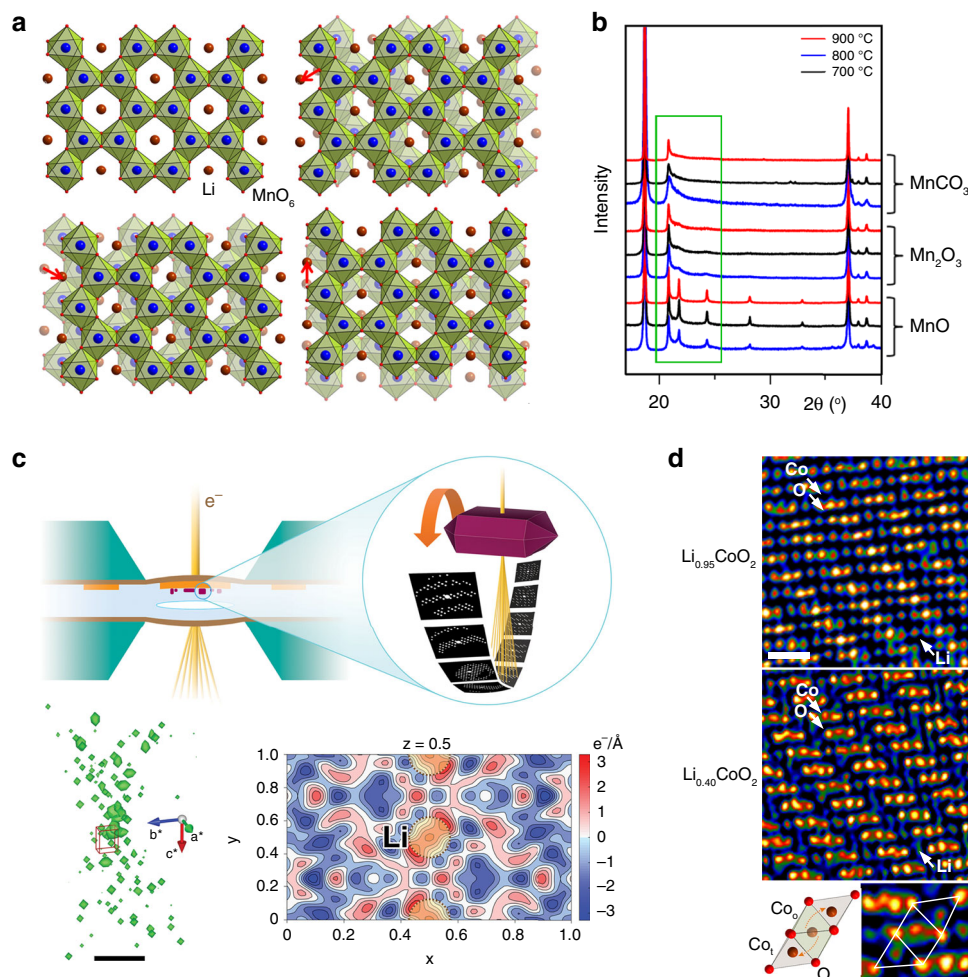 a
Li
MnO₆
b
900 °C
800 °C
700 °C
Intensity
MnCO₃
Mn₂O₃
MnO
20
30
40
2θ (°)
c
e⁻
b*
a*
c*
z = 0.5
e⁻/Å
1.0
0.8
0.6
0.4
0.2
0.0
y
Li
0.0
0.2
0.4
0.6
0.8
1.0
x
3
2
1
0
−1
−2
−3
d
Li₀.₉₅CoO₂
Co
O
Li
Li₀.₄₀CoO₂
Co
O
Li
Coₒ
Coₜ
O